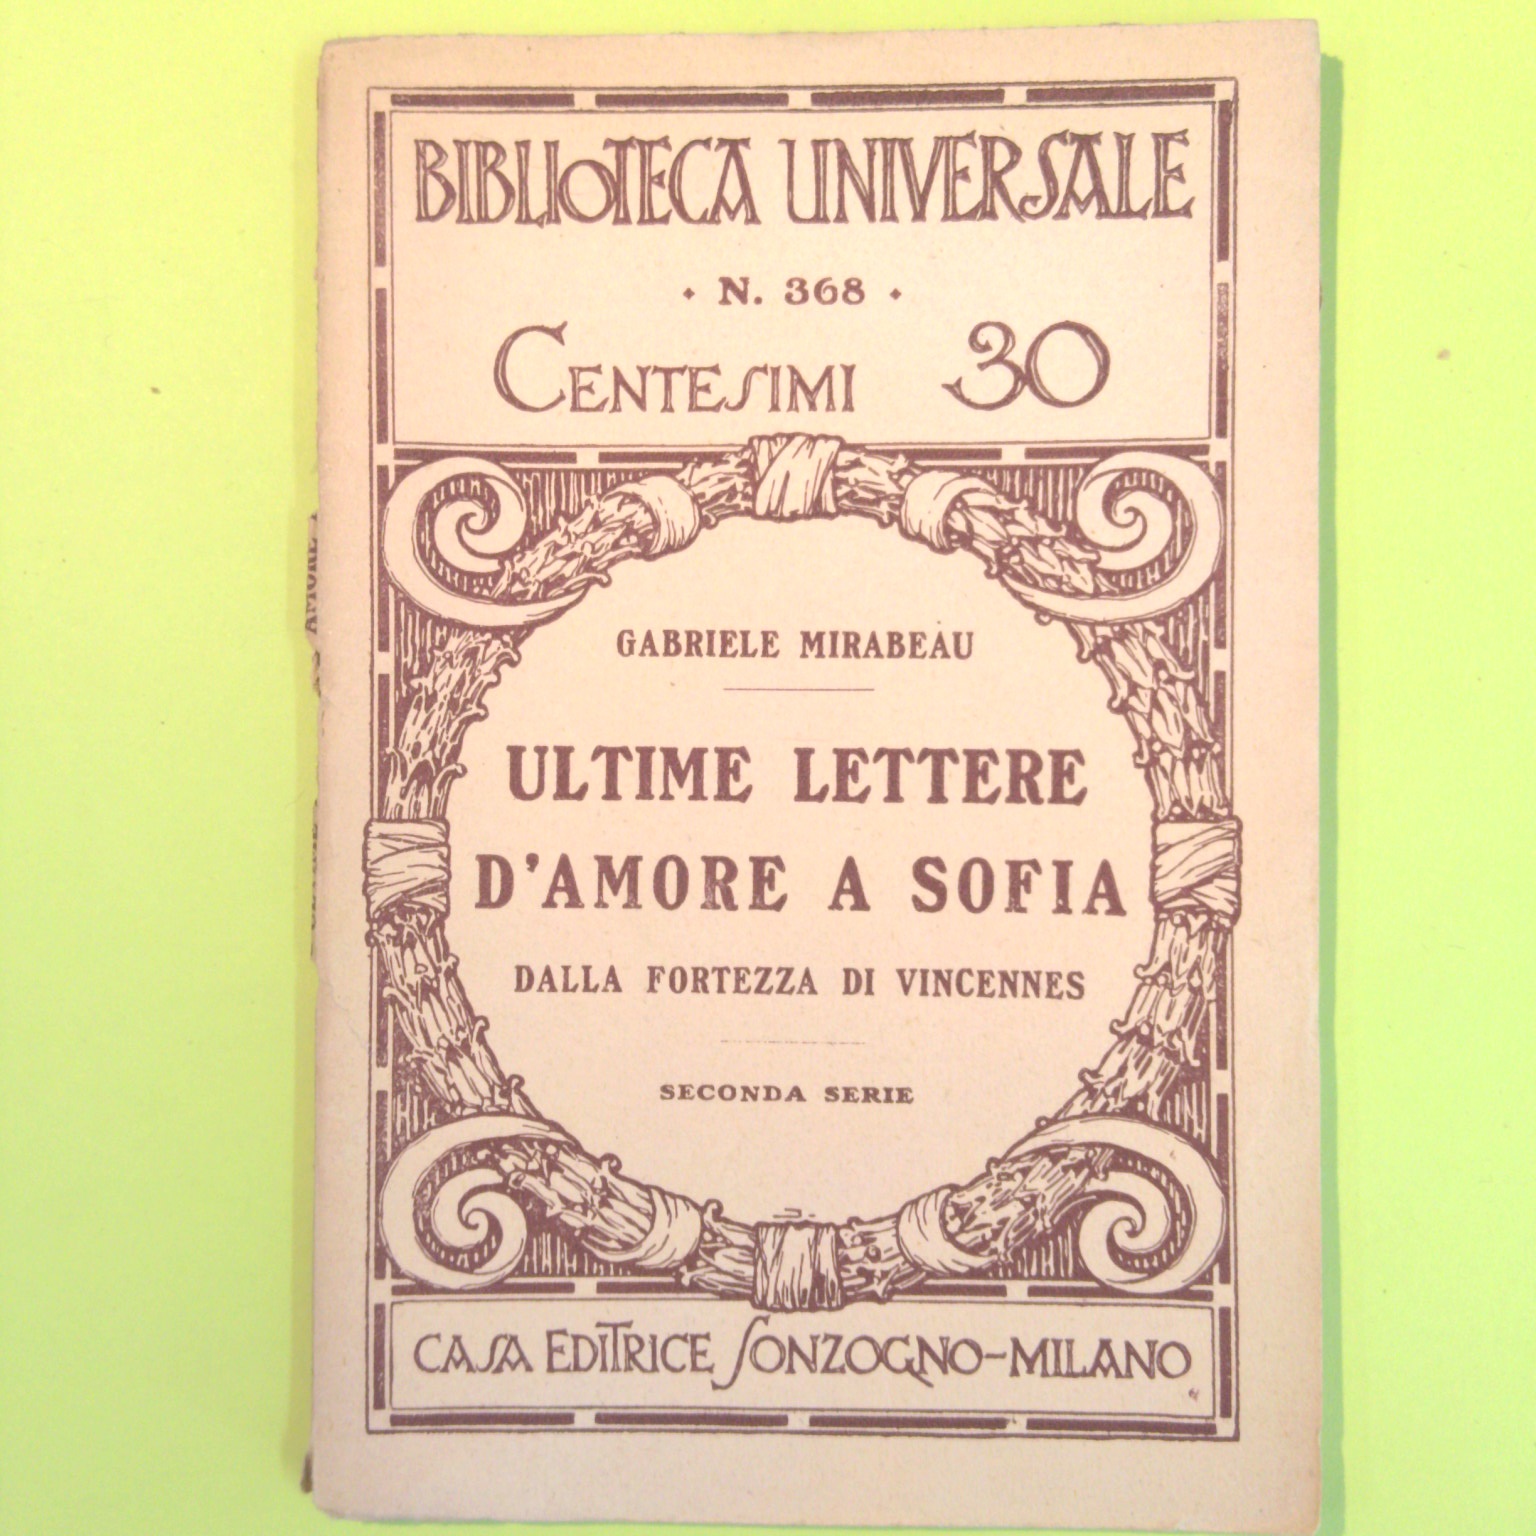 BIBLIOTECA UNIVERSALE
• N. 368 •
CENTESIMI 30
GABRIELE MIRABEAU
ULTIME LETTERE
D'AMORE A SOFIA
DALLA FORTEZZA DI VINCENNES
SECONDA SERIE
CASA EDITRICE SONZOGNO-MILANO
AMORE